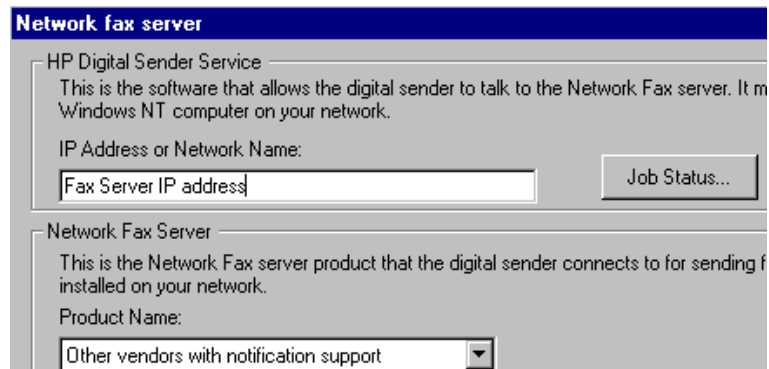 Network fax server
HP Digital Sender Service
This is the software that allows the digital sender to talk to the Network Fax server. It m
Windows NT computer on your network.
IP Address or Network Name:
Fax Server IP address
Job Status...
Network Fax Server
This is the Network Fax server product that the digital sender connects to for sending f
installed on your network.
Product Name:
Other vendors with notification support